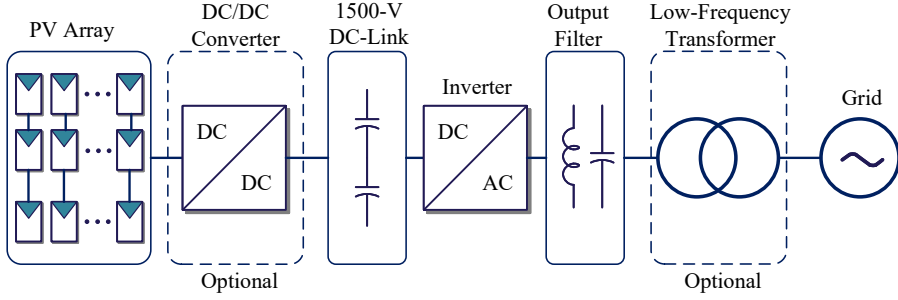 PV Array
DC/DC
Converter
1500-V
DC-Link
Inverter
Output
Filter
Low-Frequency
Transformer
Grid
DC
DC
DC
AC
Optional
Optional